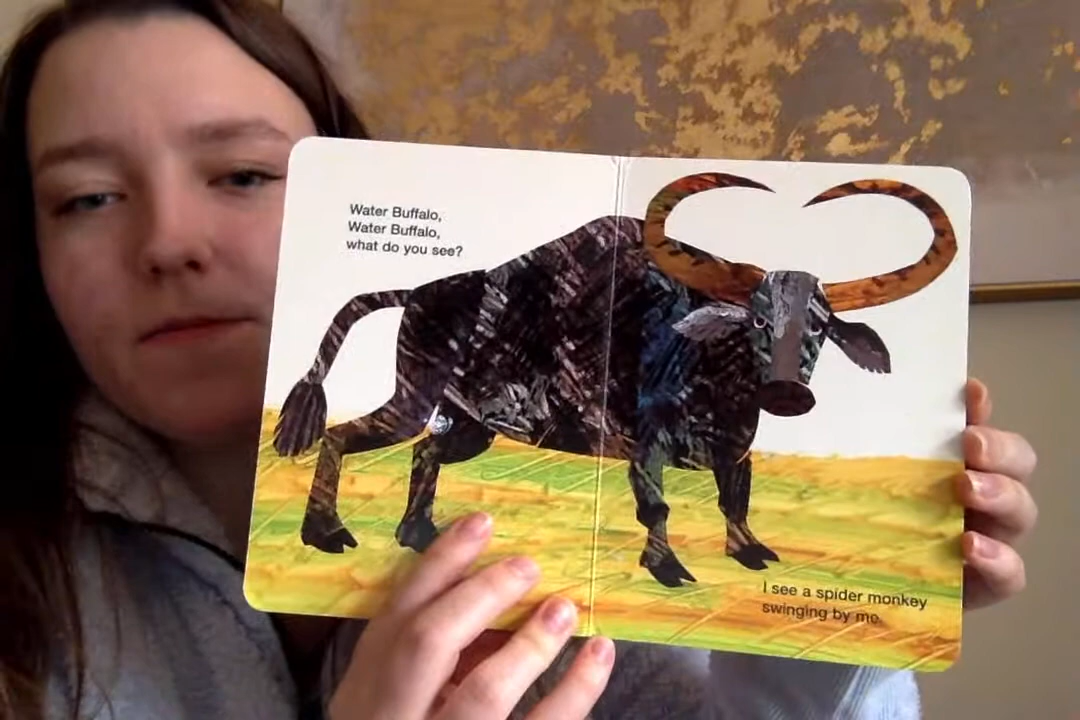 Water Buffalo,
Water Buffalo,
what do you see?
I see a spider monkey
swinging by me.